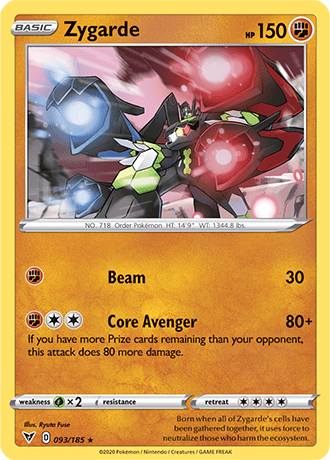 BASIC Zygarde HP 150
NO. 718 Order Pokémon HT: 14'9" WT: 1344.8 lbs.
Beam 30
Core Avenger 80+
If you have more Prize cards remaining than your opponent,
this attack does 80 more damage.
weakness ×2 resistance retreat
Illus. Ryuta Fuse
Born when all of Zygarde's cells have
been gathered together, it uses force to
neutralize those who harm the ecosystem.
D 093/185 ★
©2020 Pokémon / Nintendo / Creatures / GAME FREAK